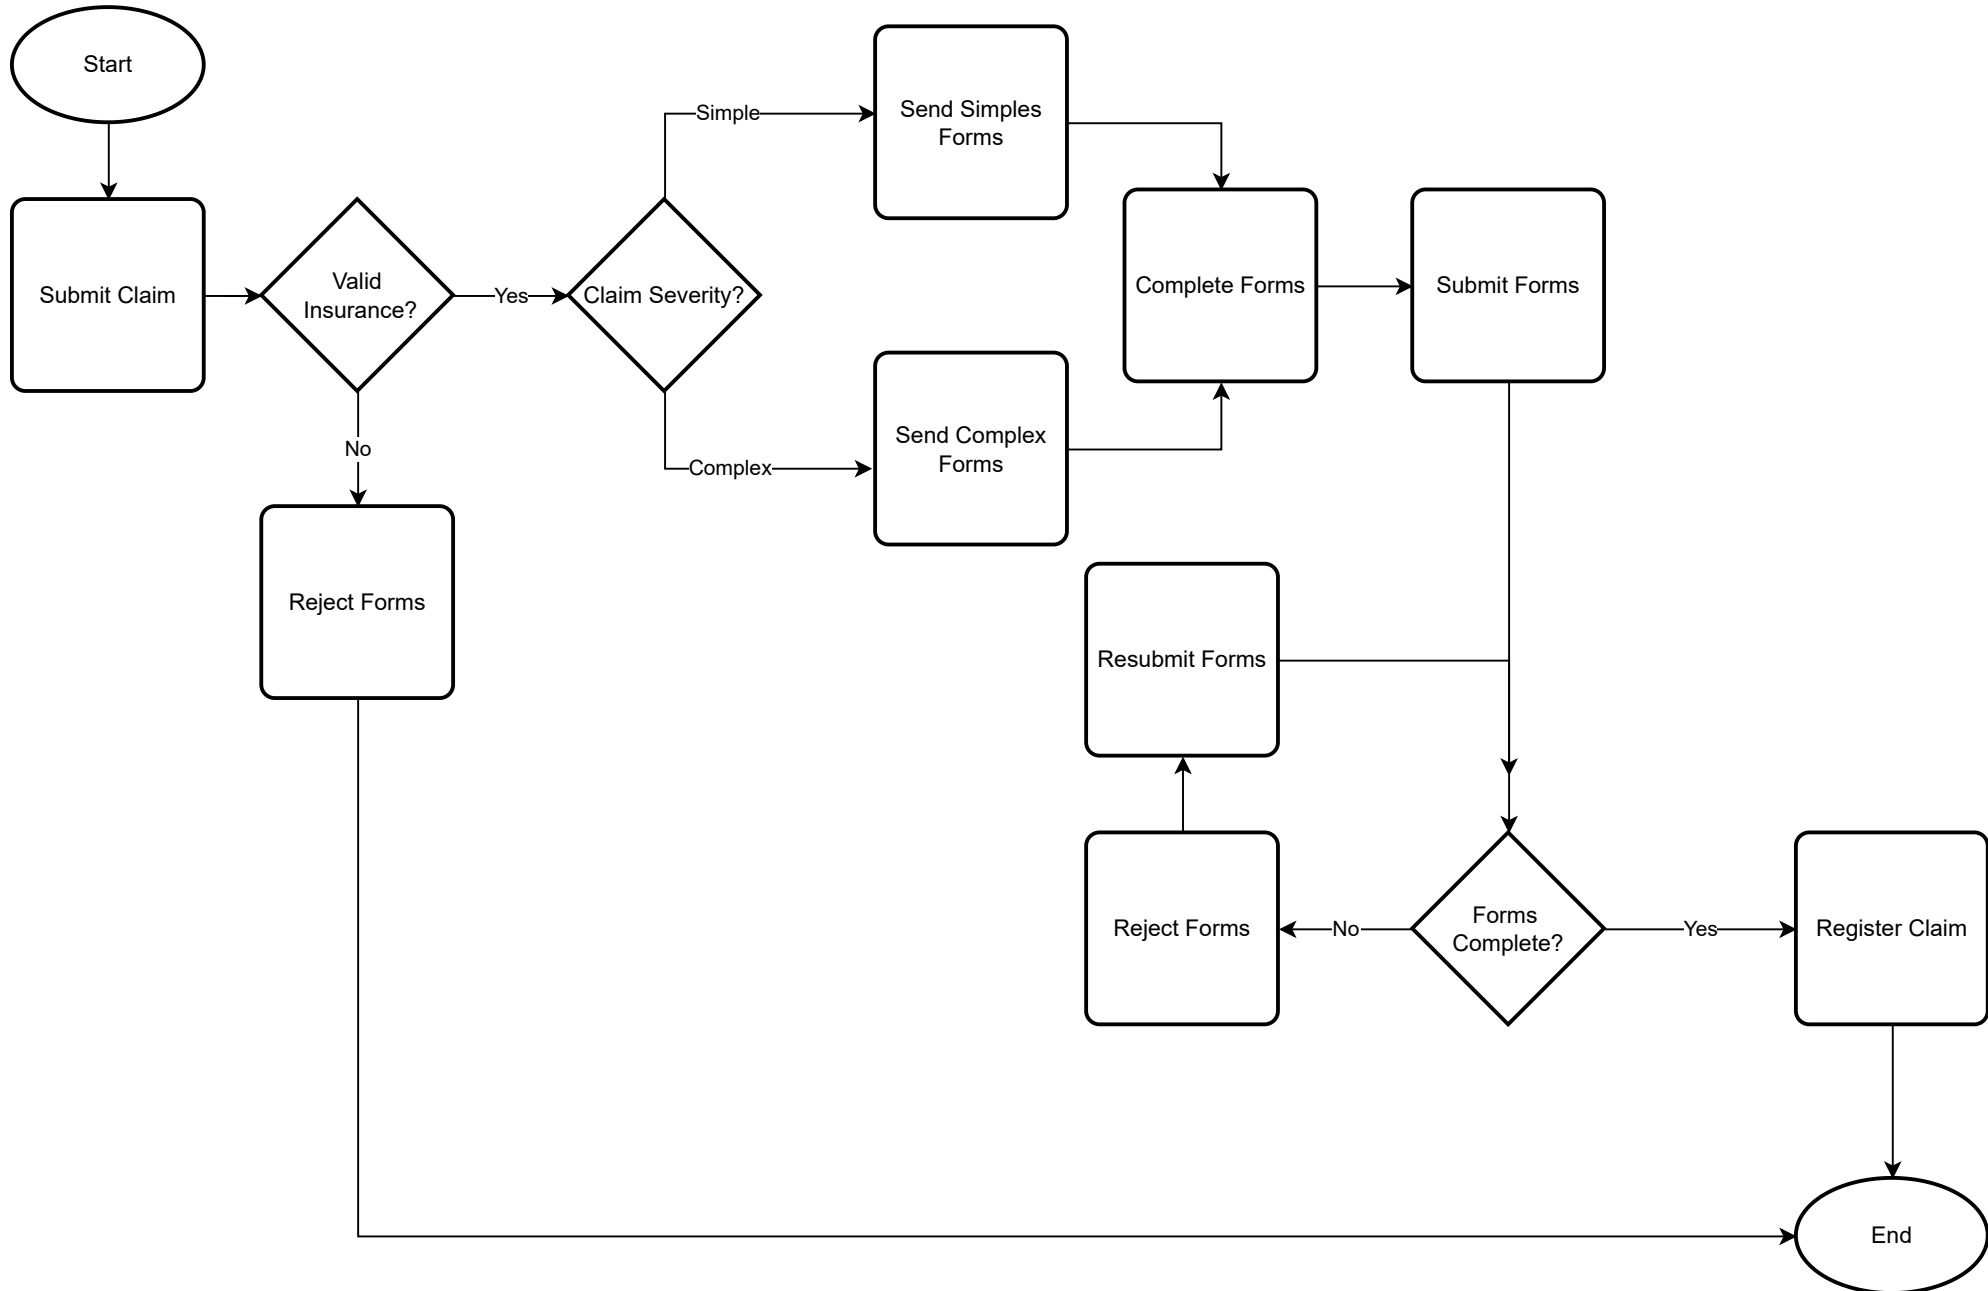 Start
Simple
Send Simples
Forms
Submit Claim
Valid
Insurance?
Yes
Claim Severity?
Complete Forms
Submit Forms
No
Complex
Send Complex
Forms
Reject Forms
Resubmit Forms
Reject Forms
No
Forms
Complete?
Yes
Register Claim
End